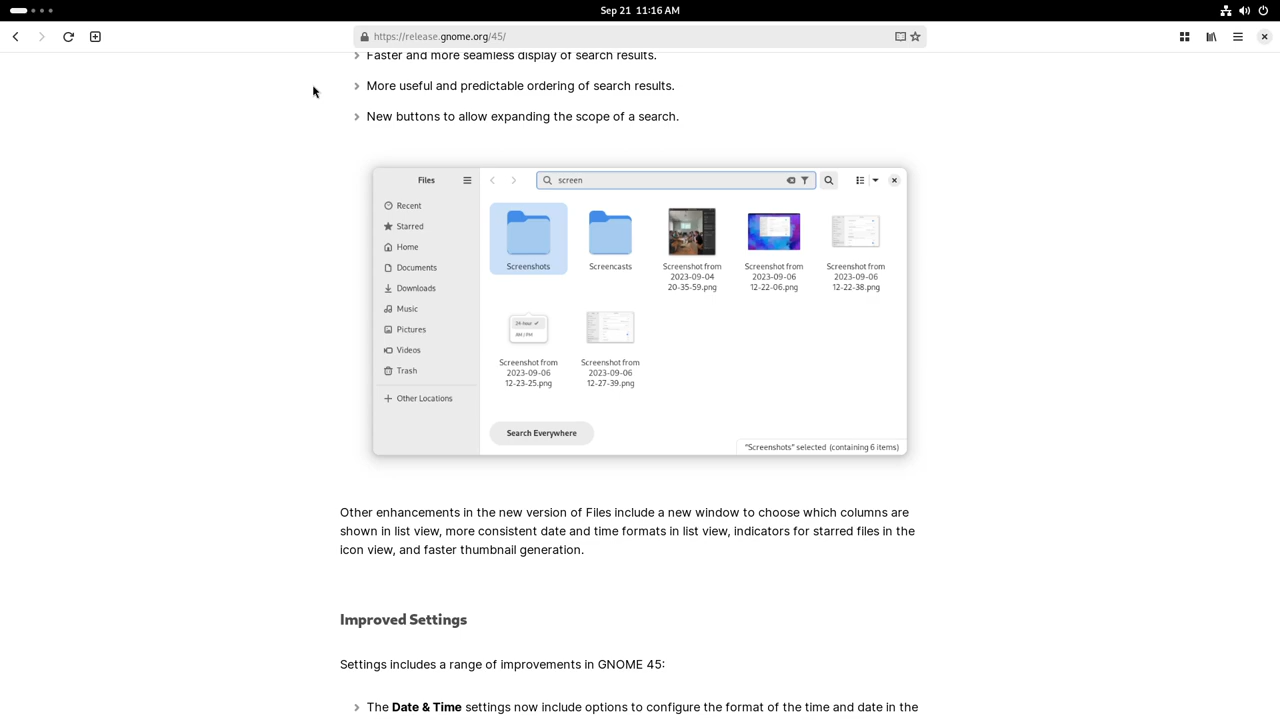 Sep 21 11:16 AM
https://release.gnome.org/45/
Faster and more seamless display of search results.
More useful and predictable ordering of search results.
New buttons to allow expanding the scope of a search.
Files
screen
Recent
Starred
Home
Documents
Downloads
Music
Pictures
Videos
Trash
Other Locations
Screenshots
Screencasts
Screenshot from
2023-09-04
20-35-59.png
Screenshot from
2023-09-06
12-22-06.png
Screenshot from
2023-09-06
12-22-38.png
24 Hour
AM / PM
Screenshot from
2023-09-06
12-23-25.png
Screenshot from
2023-09-06
12-27-39.png
Search Everywhere
"Screenshots" selected (containing 6 items)
Other enhancements in the new version of Files include a new window to choose which columns are
shown in list view, more consistent date and time formats in list view, indicators for starred files in the
icon view, and faster thumbnail generation.
Improved Settings
Settings includes a range of improvements in GNOME 45:
The Date & Time settings now include options to configure the format of the time and date in the